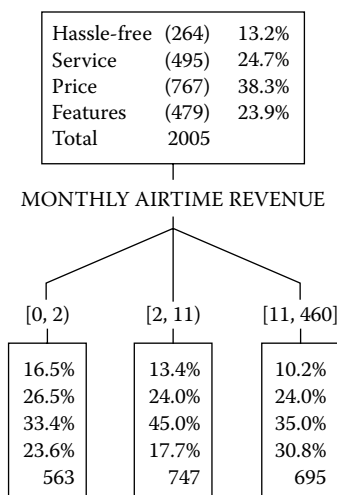 Hassle-free (264) 13.2%
Service (495) 24.7%
Price (767) 38.3%
Features (479) 23.9%
Total 2005
MONTHLY AIRTIME REVENUE
[0, 2) [2, 11) [11, 460]
16.5% 13.4% 10.2%
26.5% 24.0% 24.0%
33.4% 45.0% 35.0%
23.6% 17.7% 30.8%
563 747 695